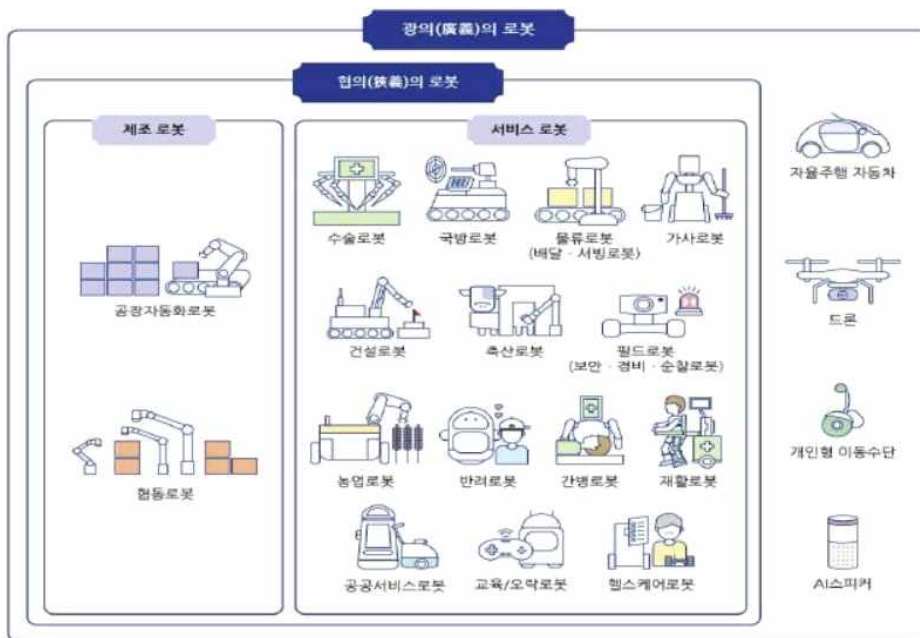 광의(廣義)의 로봇
협의(狹義)의 로봇
제조 로봇
공장자동화로봇
협동로봇
서비스 로봇
수술로봇
국방로봇
물류로봇
(배달 · 서빙로봇)
가사로봇
건설로봇
축산로봇
필드로봇
(보안 · 경비 · 순찰로봇)
농업로봇
반려로봇
간병로봇
재활로봇
공공서비스로봇
교육/오락로봇
헬스케어로봇
자율주행 자동차
드론
개인형 이동수단
AI스피커